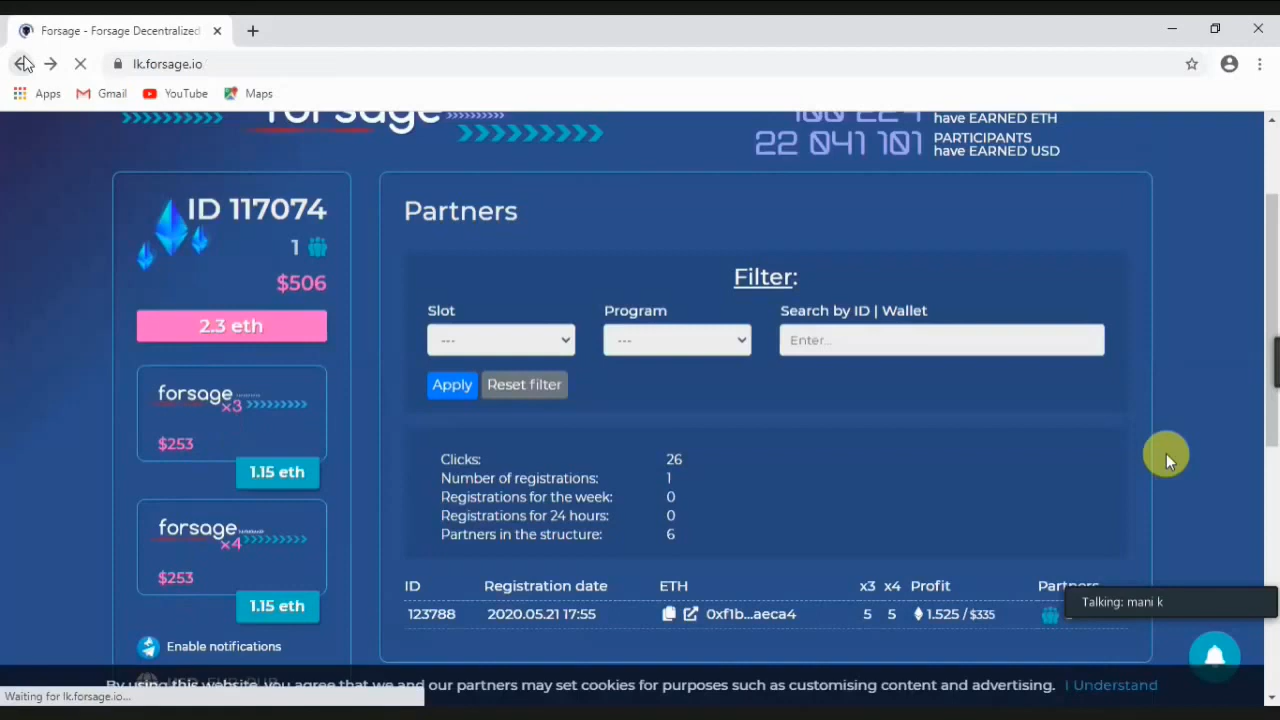 Forsage - Forsage Decentralized
lk.forsage.io
Apps Gmail YouTube Maps
forsage
have EARNED ETH
22 041 101 PARTICIPANTS
have EARNED USD
ID 117074
1
$506
2.3 eth
forsage
x3
$253
1.15 eth
forsage
x4
$253
1.15 eth
Enable notifications
Partners
Filter:
Slot Program Search by ID | Wallet
--- --- Enter...
Apply Reset filter
Clicks: 26
Number of registrations: 1
Registrations for the week: 0
Registrations for 24 hours: 0
Partners in the structure: 6
ID Registration date ETH x3 x4 Profit Partners
123788 2020.05.21 17:55 0xf1b...aeca4 5 5 1.525 / $335
Talking: mani k
By using this website, you agree that we and our partners may set cookies for purposes such as customising content and advertising. I Understand
Waiting for lk.forsage.io...